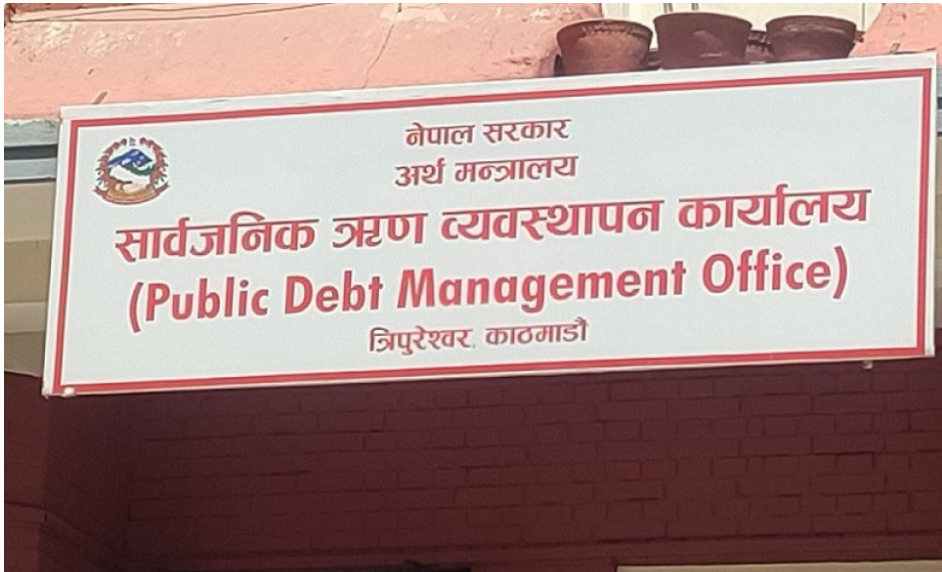 नेपाल सरकार
अर्थ मन्त्रालय
सार्वजनिक ऋण व्यवस्थापन कार्यालय
(Public Debt Management Office)
त्रिपुरेश्वर, काठमाडौं